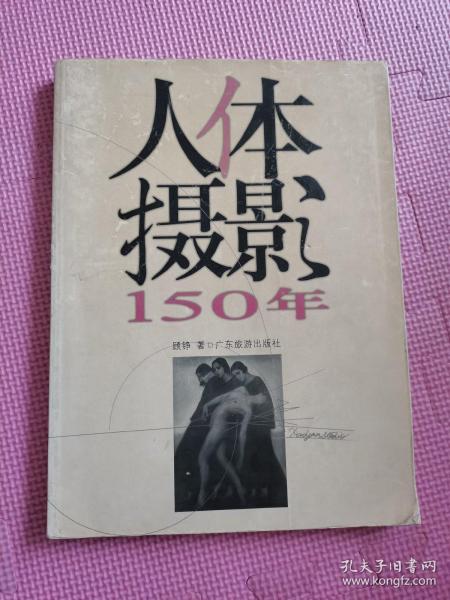 人体
摄影
150年
顾铮 著□广东旅游出版社
孔夫子旧书网
www.kongfz.com